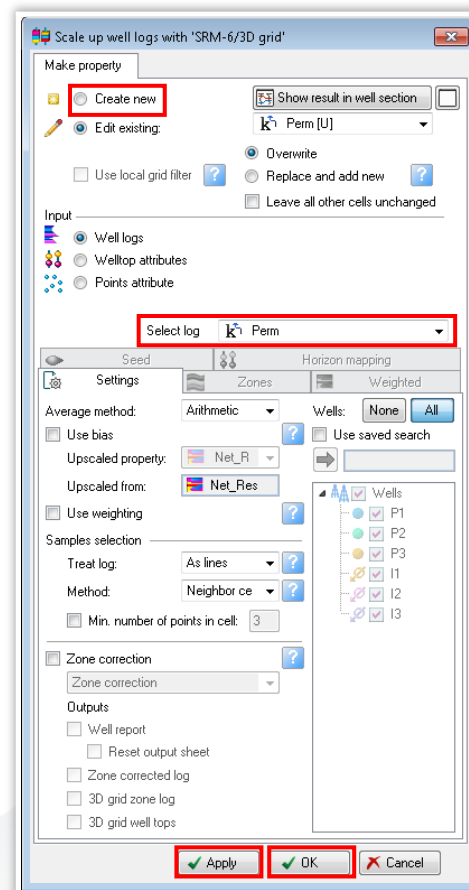 Scale up well logs with 'SRM-6/3D grid'
Make property
Create new
Show result in well section
Edit existing:
Perm [U]
Overwrite
Use local grid filter ?
Replace and add new ?
Leave all other cells unchanged
Input
Well logs
Welltop attributes
Points attribute
Select log Perm
Seed Horizon mapping
Settings Zones Weighted
Average method: Arithmetic
Wells: None All
Use bias ?
Use saved search
Upscaled property: Net_R
Upscaled from: Net_Res
Wells
Use weighting ?
P1
P2
Samples selection
P3
Treat log: As lines ?
I1
Method: Neighbor ce ?
I2
I3
Min. number of points in cell: 3
Zone correction ?
Zone correction
Outputs
Well report
Reset output sheet
Zone corrected log
3D grid zone log
3D grid well tops
Apply OK Cancel